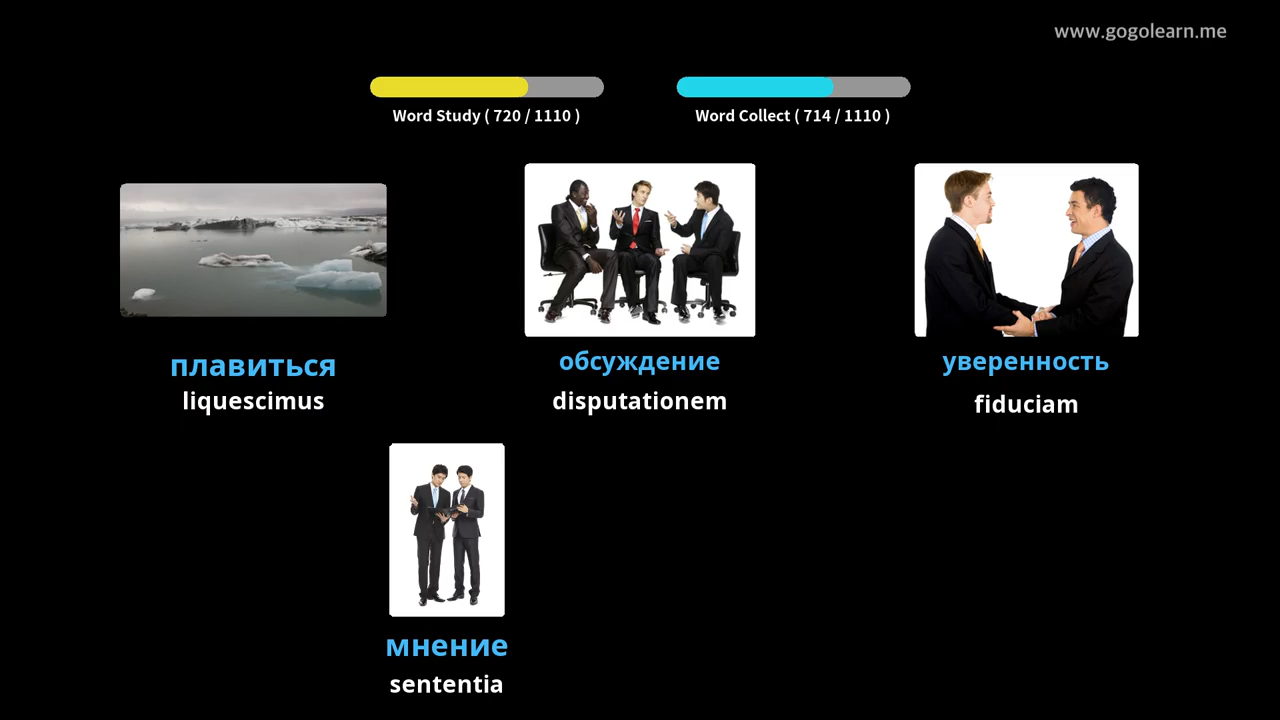 www.gogolearn.me
Word Study ( 720 / 1110 )
Word Collect ( 714 / 1110 )
плавиться
liquescimus
обсуждение
disputationem
уверенность
fiduciam
мнение
sententia